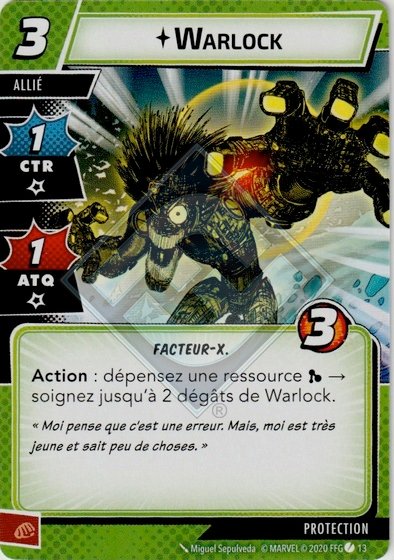 3
Warlock
ALLIÉ
1
CTR
1
ATQ
3
FACTEUR-X.
Action : dépensez une ressource →
soignez jusqu'à 2 dégâts de Warlock.
« Moi pense que c'est une erreur. Mais, moi est très
jeune et sait peu de choses. »
PROTECTION
Miguel Sepulveda © MARVEL © 2020 FFG 13